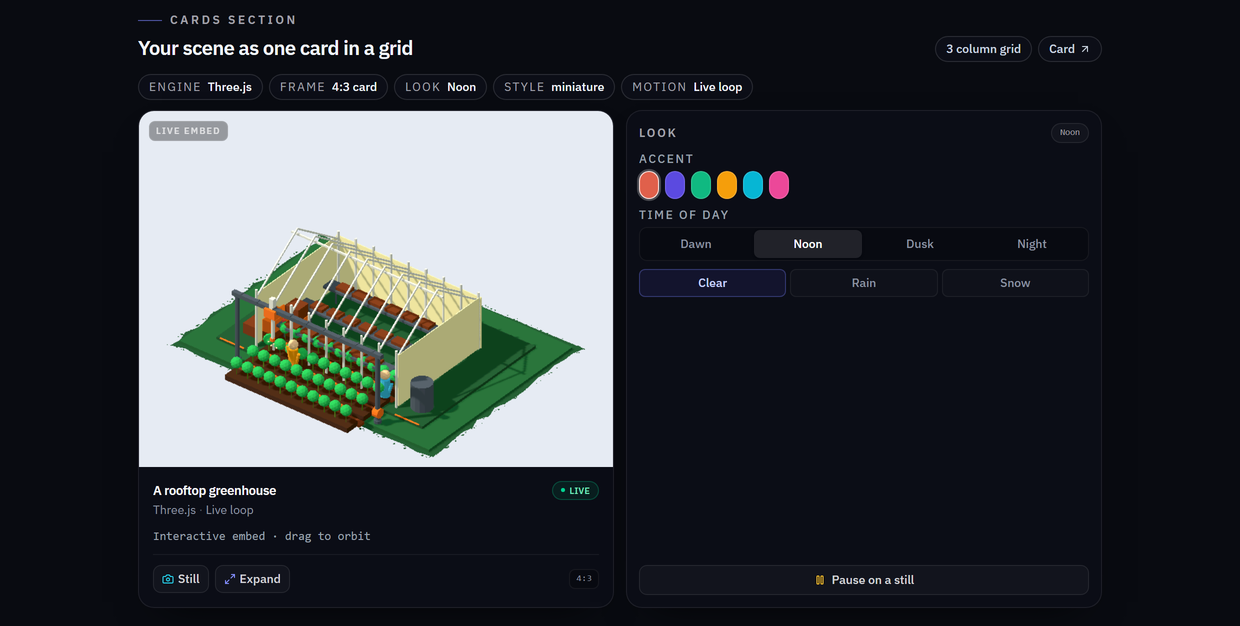 CARDS SECTION
Your scene as one card in a grid
3 column grid
Card
ENGINE Three.js
FRAME 4:3 card
LOOK Noon
STYLE miniature
MOTION Live loop
LIVE EMBED
A rooftop greenhouse
LIVE
Three.js · Live loop
Interactive embed · drag to orbit
Still
Expand
4:3
LOOK
Noon
ACCENT
TIME OF DAY
Dawn
Noon
Dusk
Night
Clear
Rain
Snow
Pause on a still